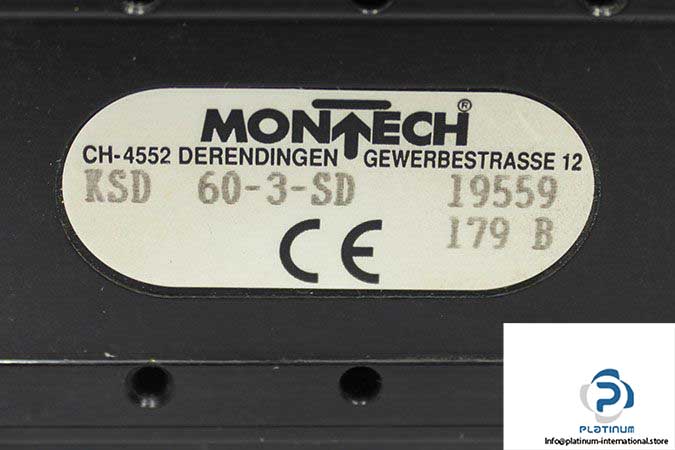 MONTECH®
CH-4552 DERENDINGEN GEWERBESTRASSE 12
KSD 60-3-SD 19559
179 B
CE
PLATINUM
Info@platinum-international.store